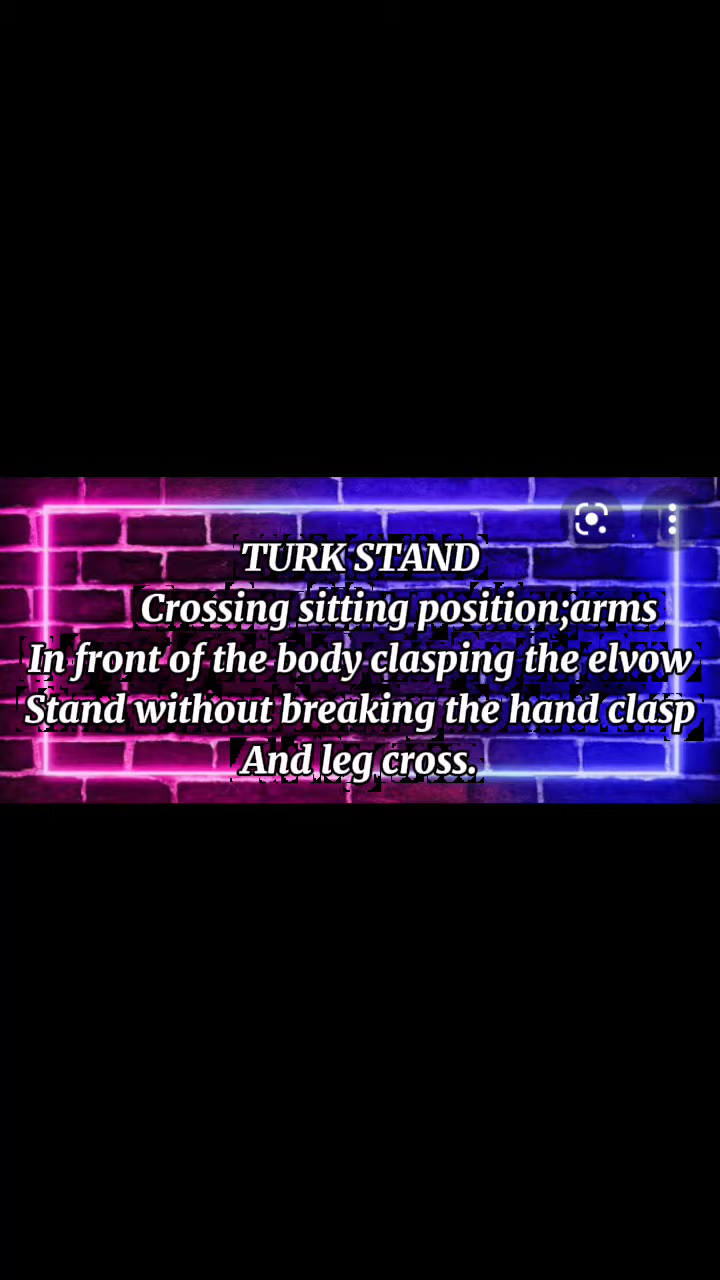 TURK STAND
Crossing sitting position;arms
In front of the body clasping the elvow
Stand without breaking the hand clasp
And leg cross.